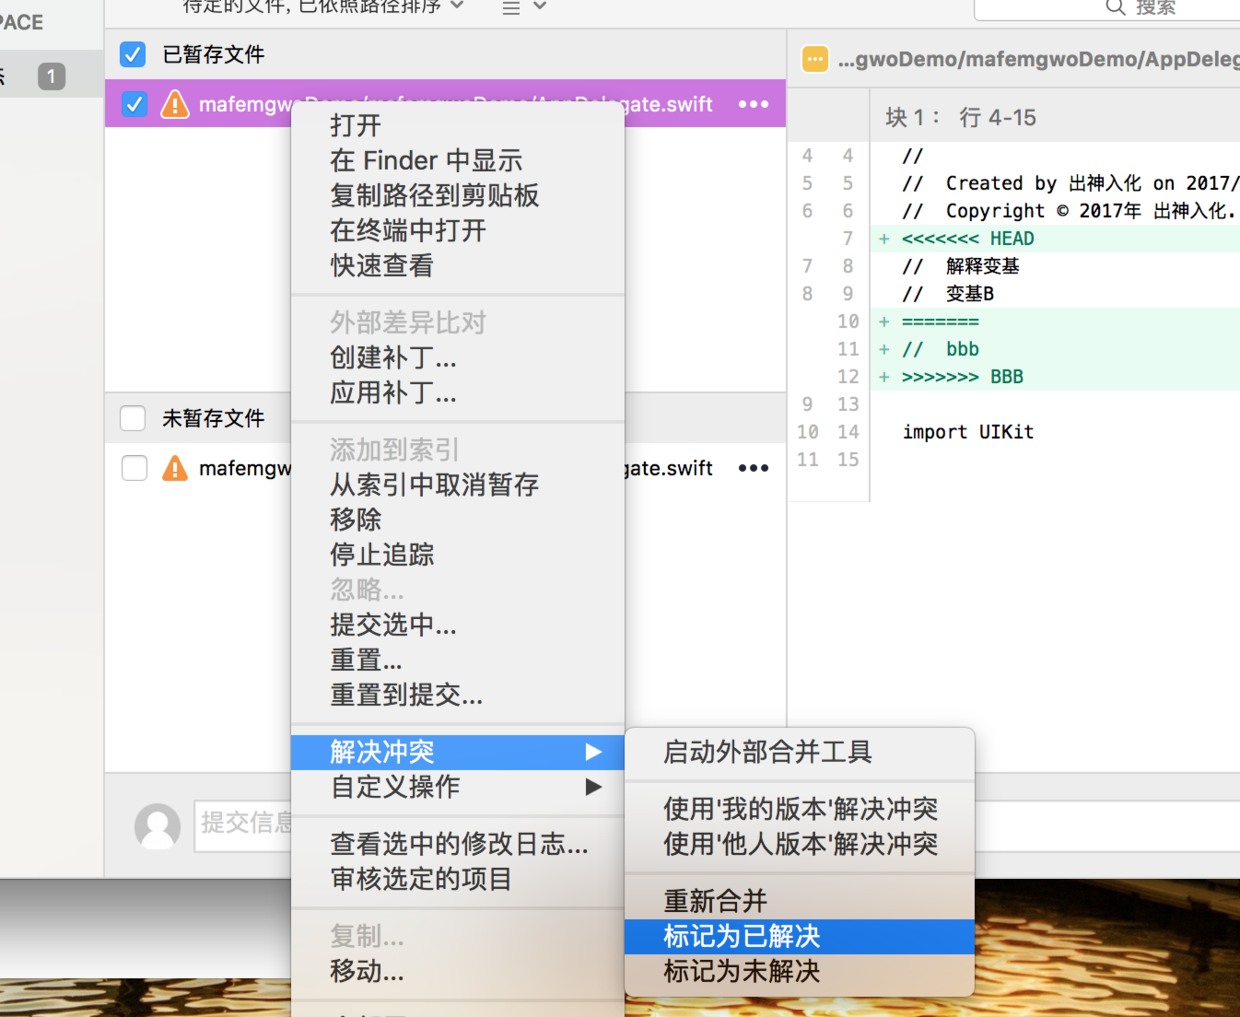 PACE
待定的文件, 已依照路径排序
搜索
1
已暂存文件
mafemgwoDemo/mafemgwoDemo/AppDelegate.swift
打开
在 Finder 中显示
复制路径到剪贴板
在终端中打开
快速查看
外部差异比对
创建补丁...
应用补丁...
未暂存文件
添加到索引
mafemgw
gate.swift
从索引中取消暂存
移除
停止追踪
忽略...
提交选中...
重置...
重置到提交...
解决冲突
自定义操作
提交信息
查看选中的修改日志...
审核选定的项目
复制...
移动...
启动外部合并工具
使用'我的版本'解决冲突
使用'他人版本'解决冲突
重新合并
标记为已解决
标记为未解决
...gwoDemo/mafemgwoDemo/AppDeleg
块 1： 行 4-15
4 4 //
5 5 // Created by 出神入化 on 2017/
6 6 // Copyright © 2017年 出神入化.
7 + <<<<<<< HEAD
7 8 // 解释变基
8 9 // 变基B
10 + =======
11 + // bbb
12 + >>>>>>> BBB
9 13
10 14 import UIKit
11 15